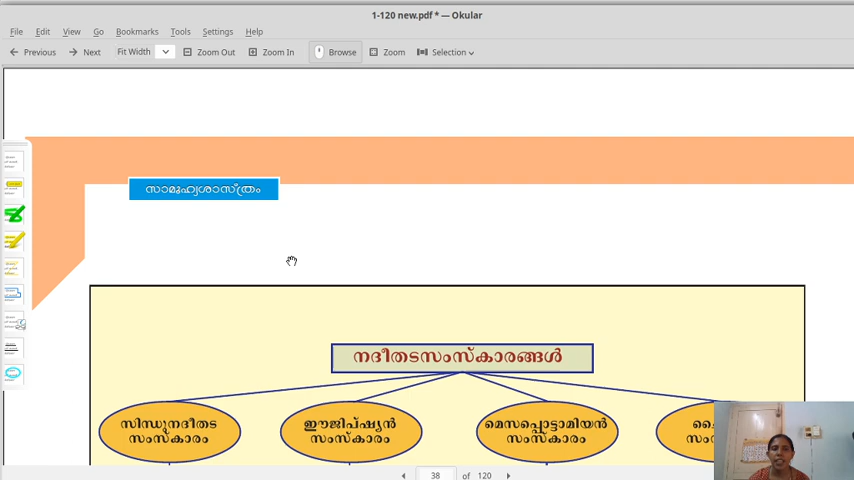 1-120 new.pdf * — Okular
File Edit View Go Bookmarks Tools Settings Help
Previous Next Fit Width Zoom Out Zoom In Browse Zoom Selection
സാമൂഹ്യശാസ്ത്രം
നദീതടസംസ്കാരങ്ങൾ
സിന്ധുനദീതട
സംസ്കാരം
ഈജിപ്ഷ്യൻ
സംസ്കാരം
മെസപ്പൊട്ടാമിയൻ
സംസ്കാരം
38 of 120